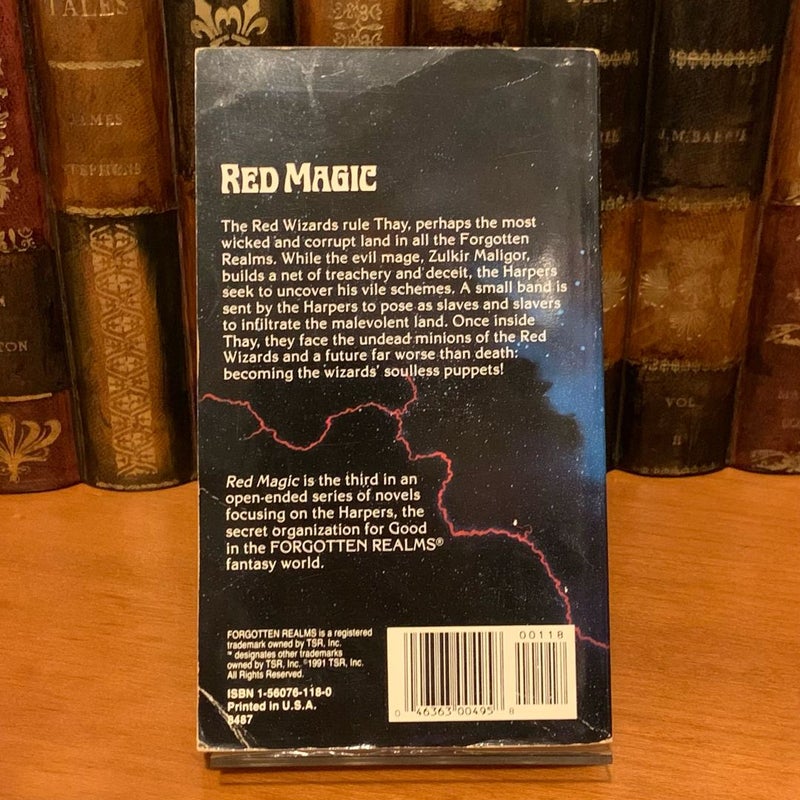 TALES
JAMES
STEPHENS
TON
J.M. BARRIE
VOL.
II
RED MAGIC
The Red Wizards rule Thay, perhaps the most
wicked and corrupt land in all the Forgotten
Realms. While the evil mage, Zulkir Maligor,
builds a net of treachery and deceit, the Harpers
seek to uncover his vile schemes. A small band is
sent by the Harpers to pose as slaves and slavers
to infiltrate the malevolent land. Once inside
Thay, they face the undead minions of the Red
Wizards and a future far worse than death:
becoming the wizards' soulless puppets!
Red Magic is the third in an
open-ended series of novels
focusing on the Harpers, the
secret organization for Good
in the FORGOTTEN REALMS®
fantasy world.
FORGOTTEN REALMS is a registered
trademark owned by TSR, Inc.
™ designates other trademarks
owned by TSR, Inc. ©1991 TSR, Inc.
All Rights Reserved.
ISBN 1-56076-118-0
Printed in U.S.A.
8487
00118
0 46363 00495 8